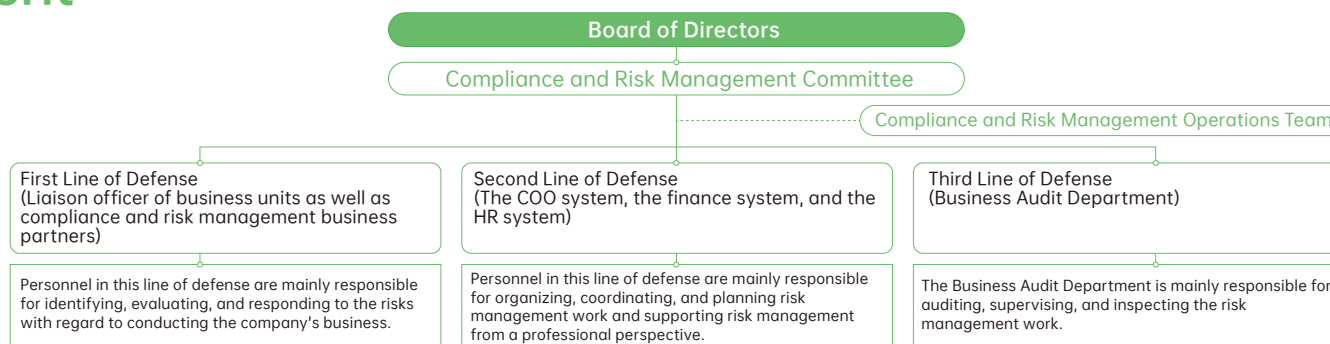 Board of Directors
Compliance and Risk Management Committee
Compliance and Risk Management Operations Team
First Line of Defense
(Liaison officer of business units as well as
compliance and risk management business
partners)
Second Line of Defense
(The COO system, the finance system, and the
HR system)
Third Line of Defense
(Business Audit Department)
Personnel in this line of defense are mainly responsible
for identifying, evaluating, and responding to the risks
with regard to conducting the company's business.
Personnel in this line of defense are mainly responsible
for organizing, coordinating, and planning risk
management work and supporting risk management
from a professional perspective.
The Business Audit Department is mainly responsible for
auditing, supervising, and inspecting the risk
management work.